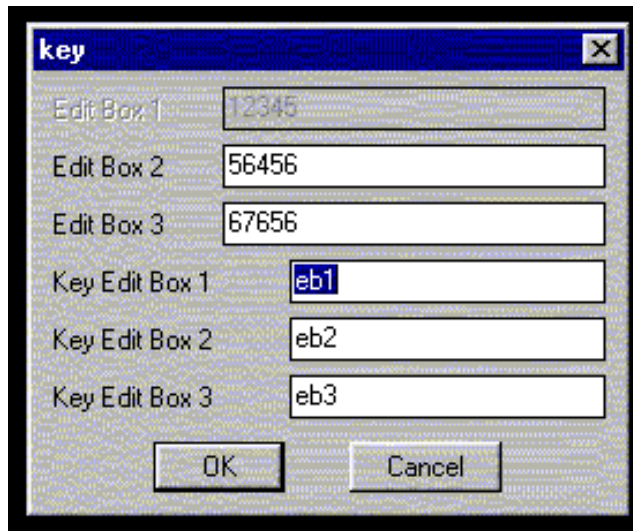 key
Edit Box 1 12345
Edit Box 2 56456
Edit Box 3 67656
Key Edit Box 1 eb1
Key Edit Box 2 eb2
Key Edit Box 3 eb3
OK Cancel